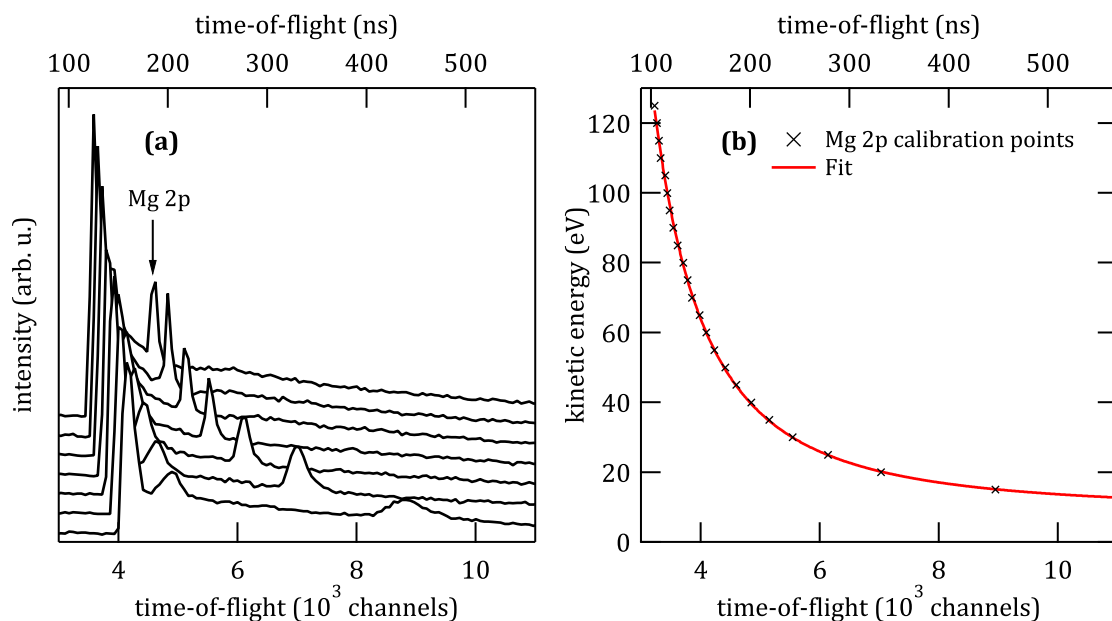 time-of-flight (ns)
100 200 300 400 500
(a)
Mg 2p
intensity (arb. u.)
4 6 8 10
time-of-flight (10³ channels)
time-of-flight (ns)
100 200 300 400 500
(b)
Mg 2p calibration points
Fit
kinetic energy (eV)
120
100
80
60
40
20
0
4 6 8 10
time-of-flight (10³ channels)